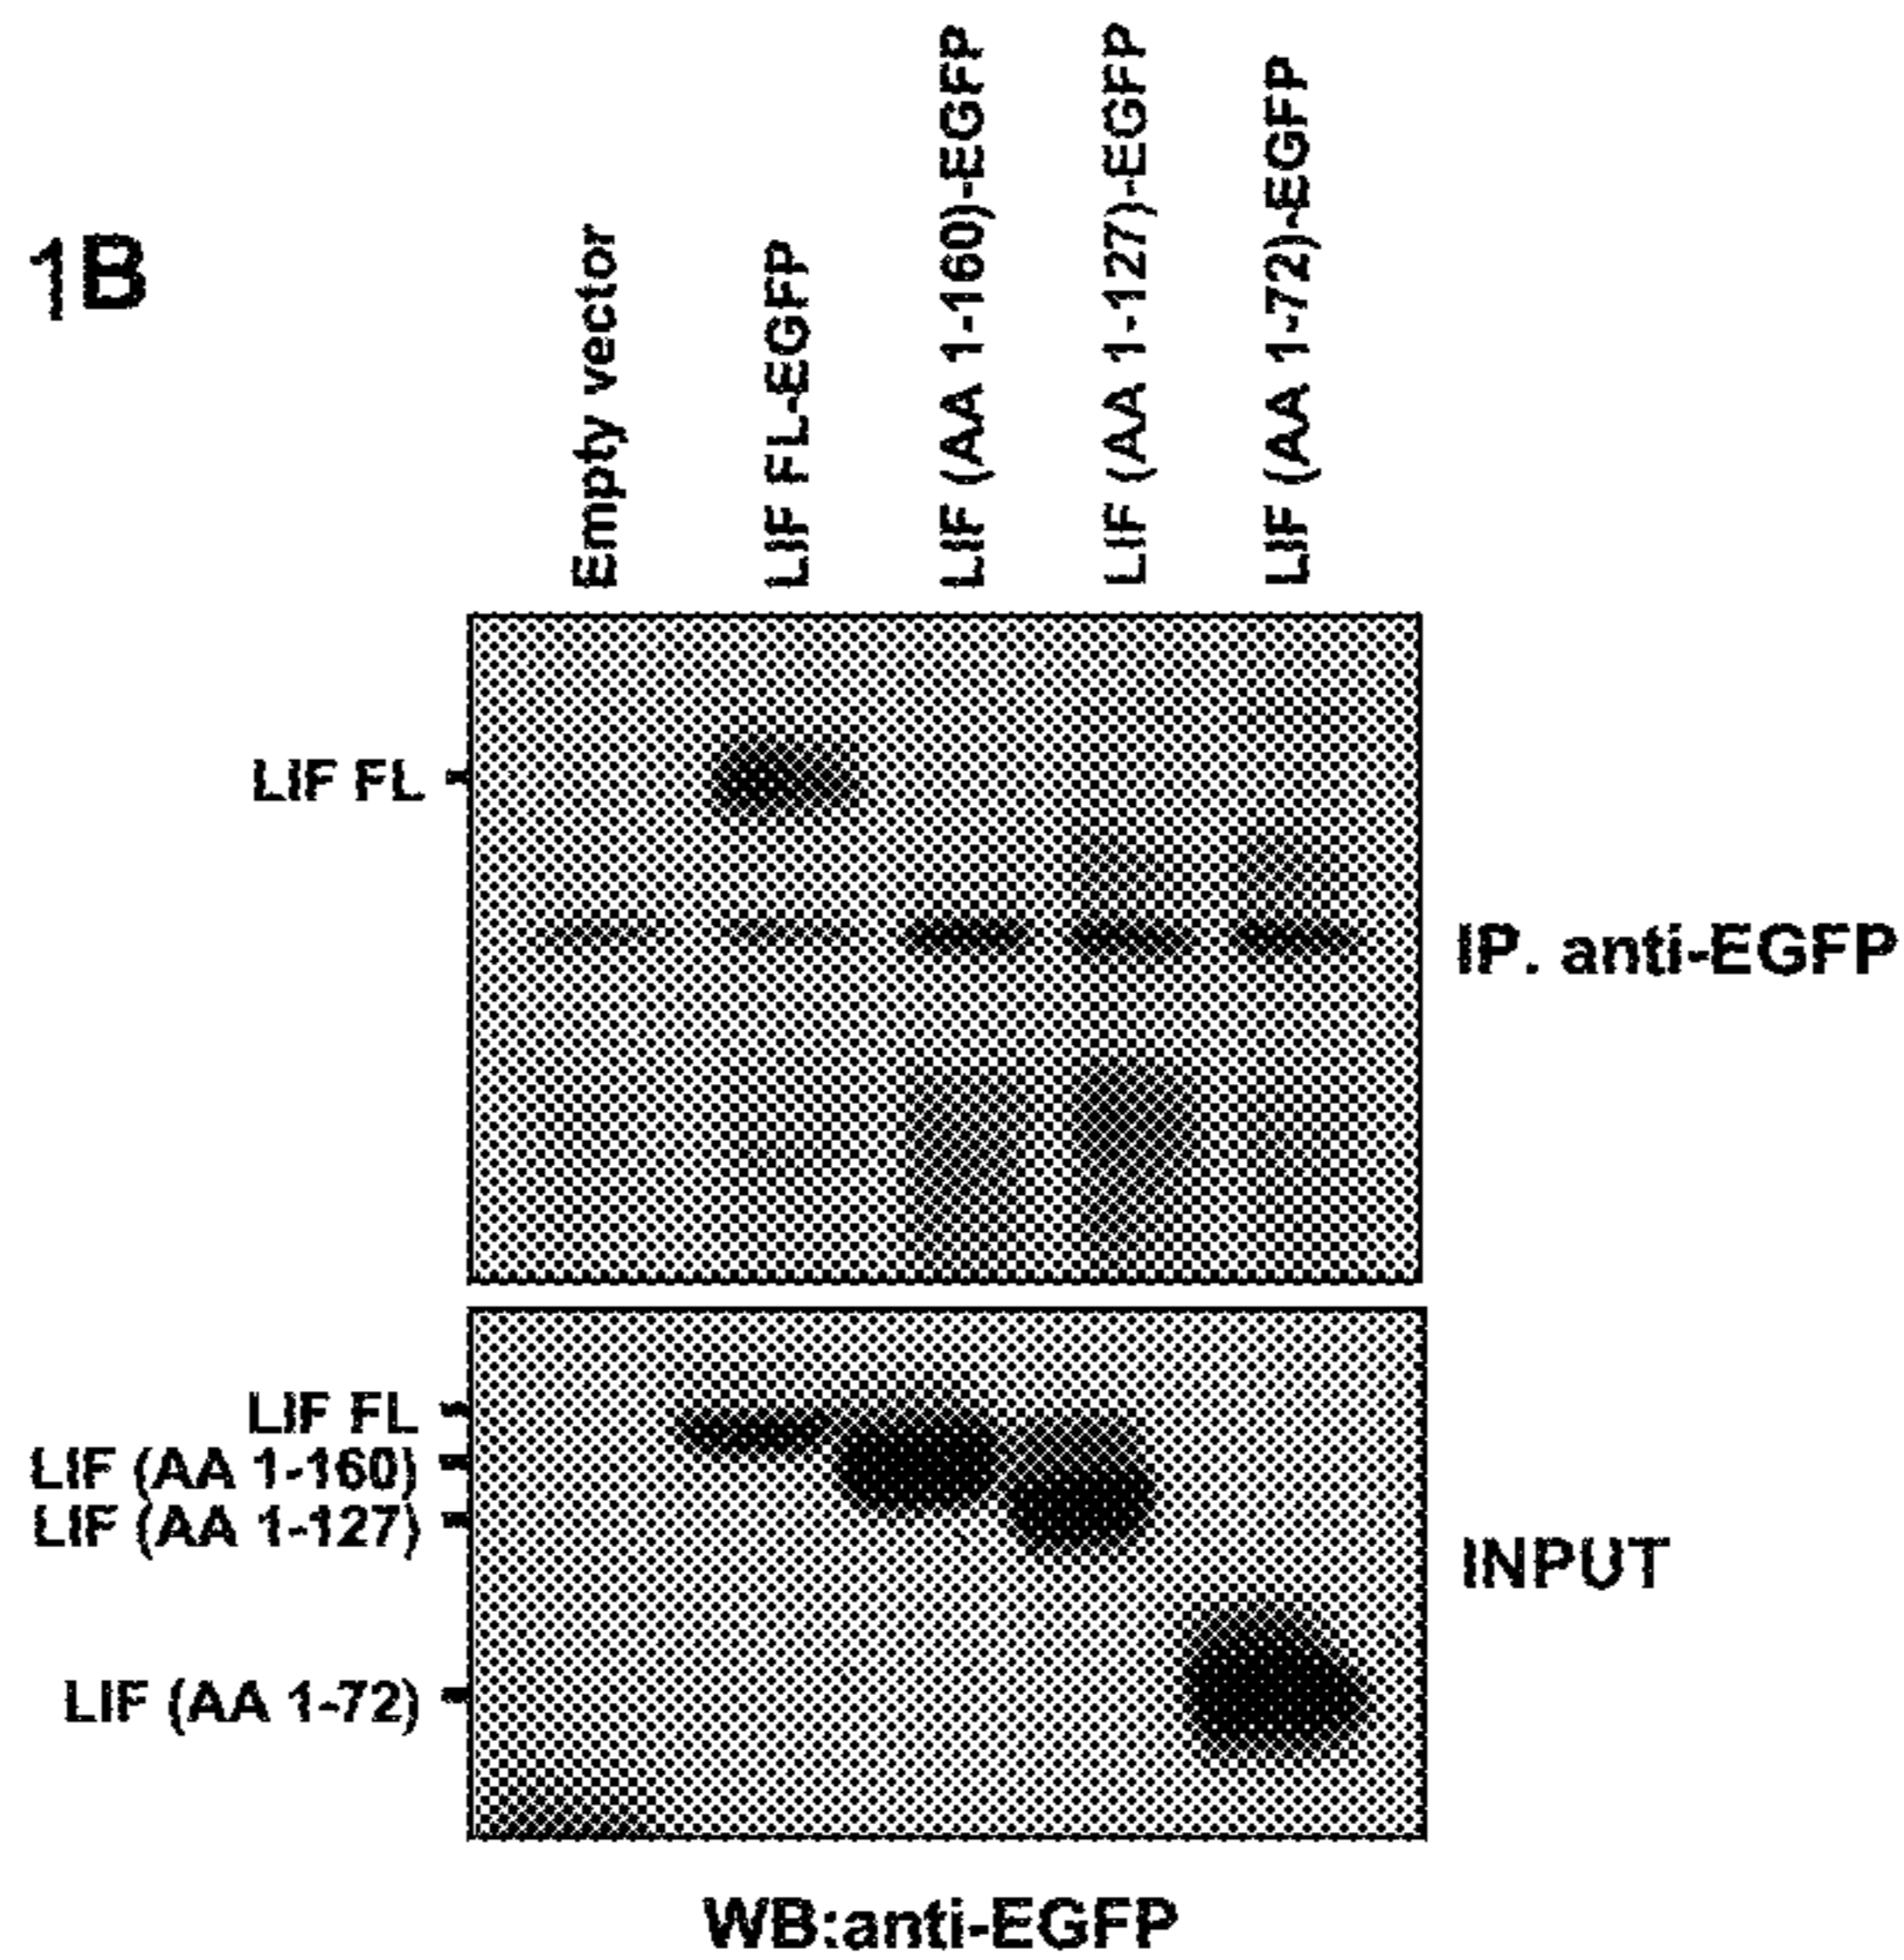 1B
Empty vector
LIF FL-EGFP
LIF (AA 1-160)-EGFP
LIF (AA 1-127)-EGFP
LIF (AA 1-72)-EGFP
LIF FL
IP. anti-EGFP
LIF FL
LIF (AA 1-160)
LIF (AA 1-127)
INPUT
LIF (AA 1-72)
WB:anti-EGFP